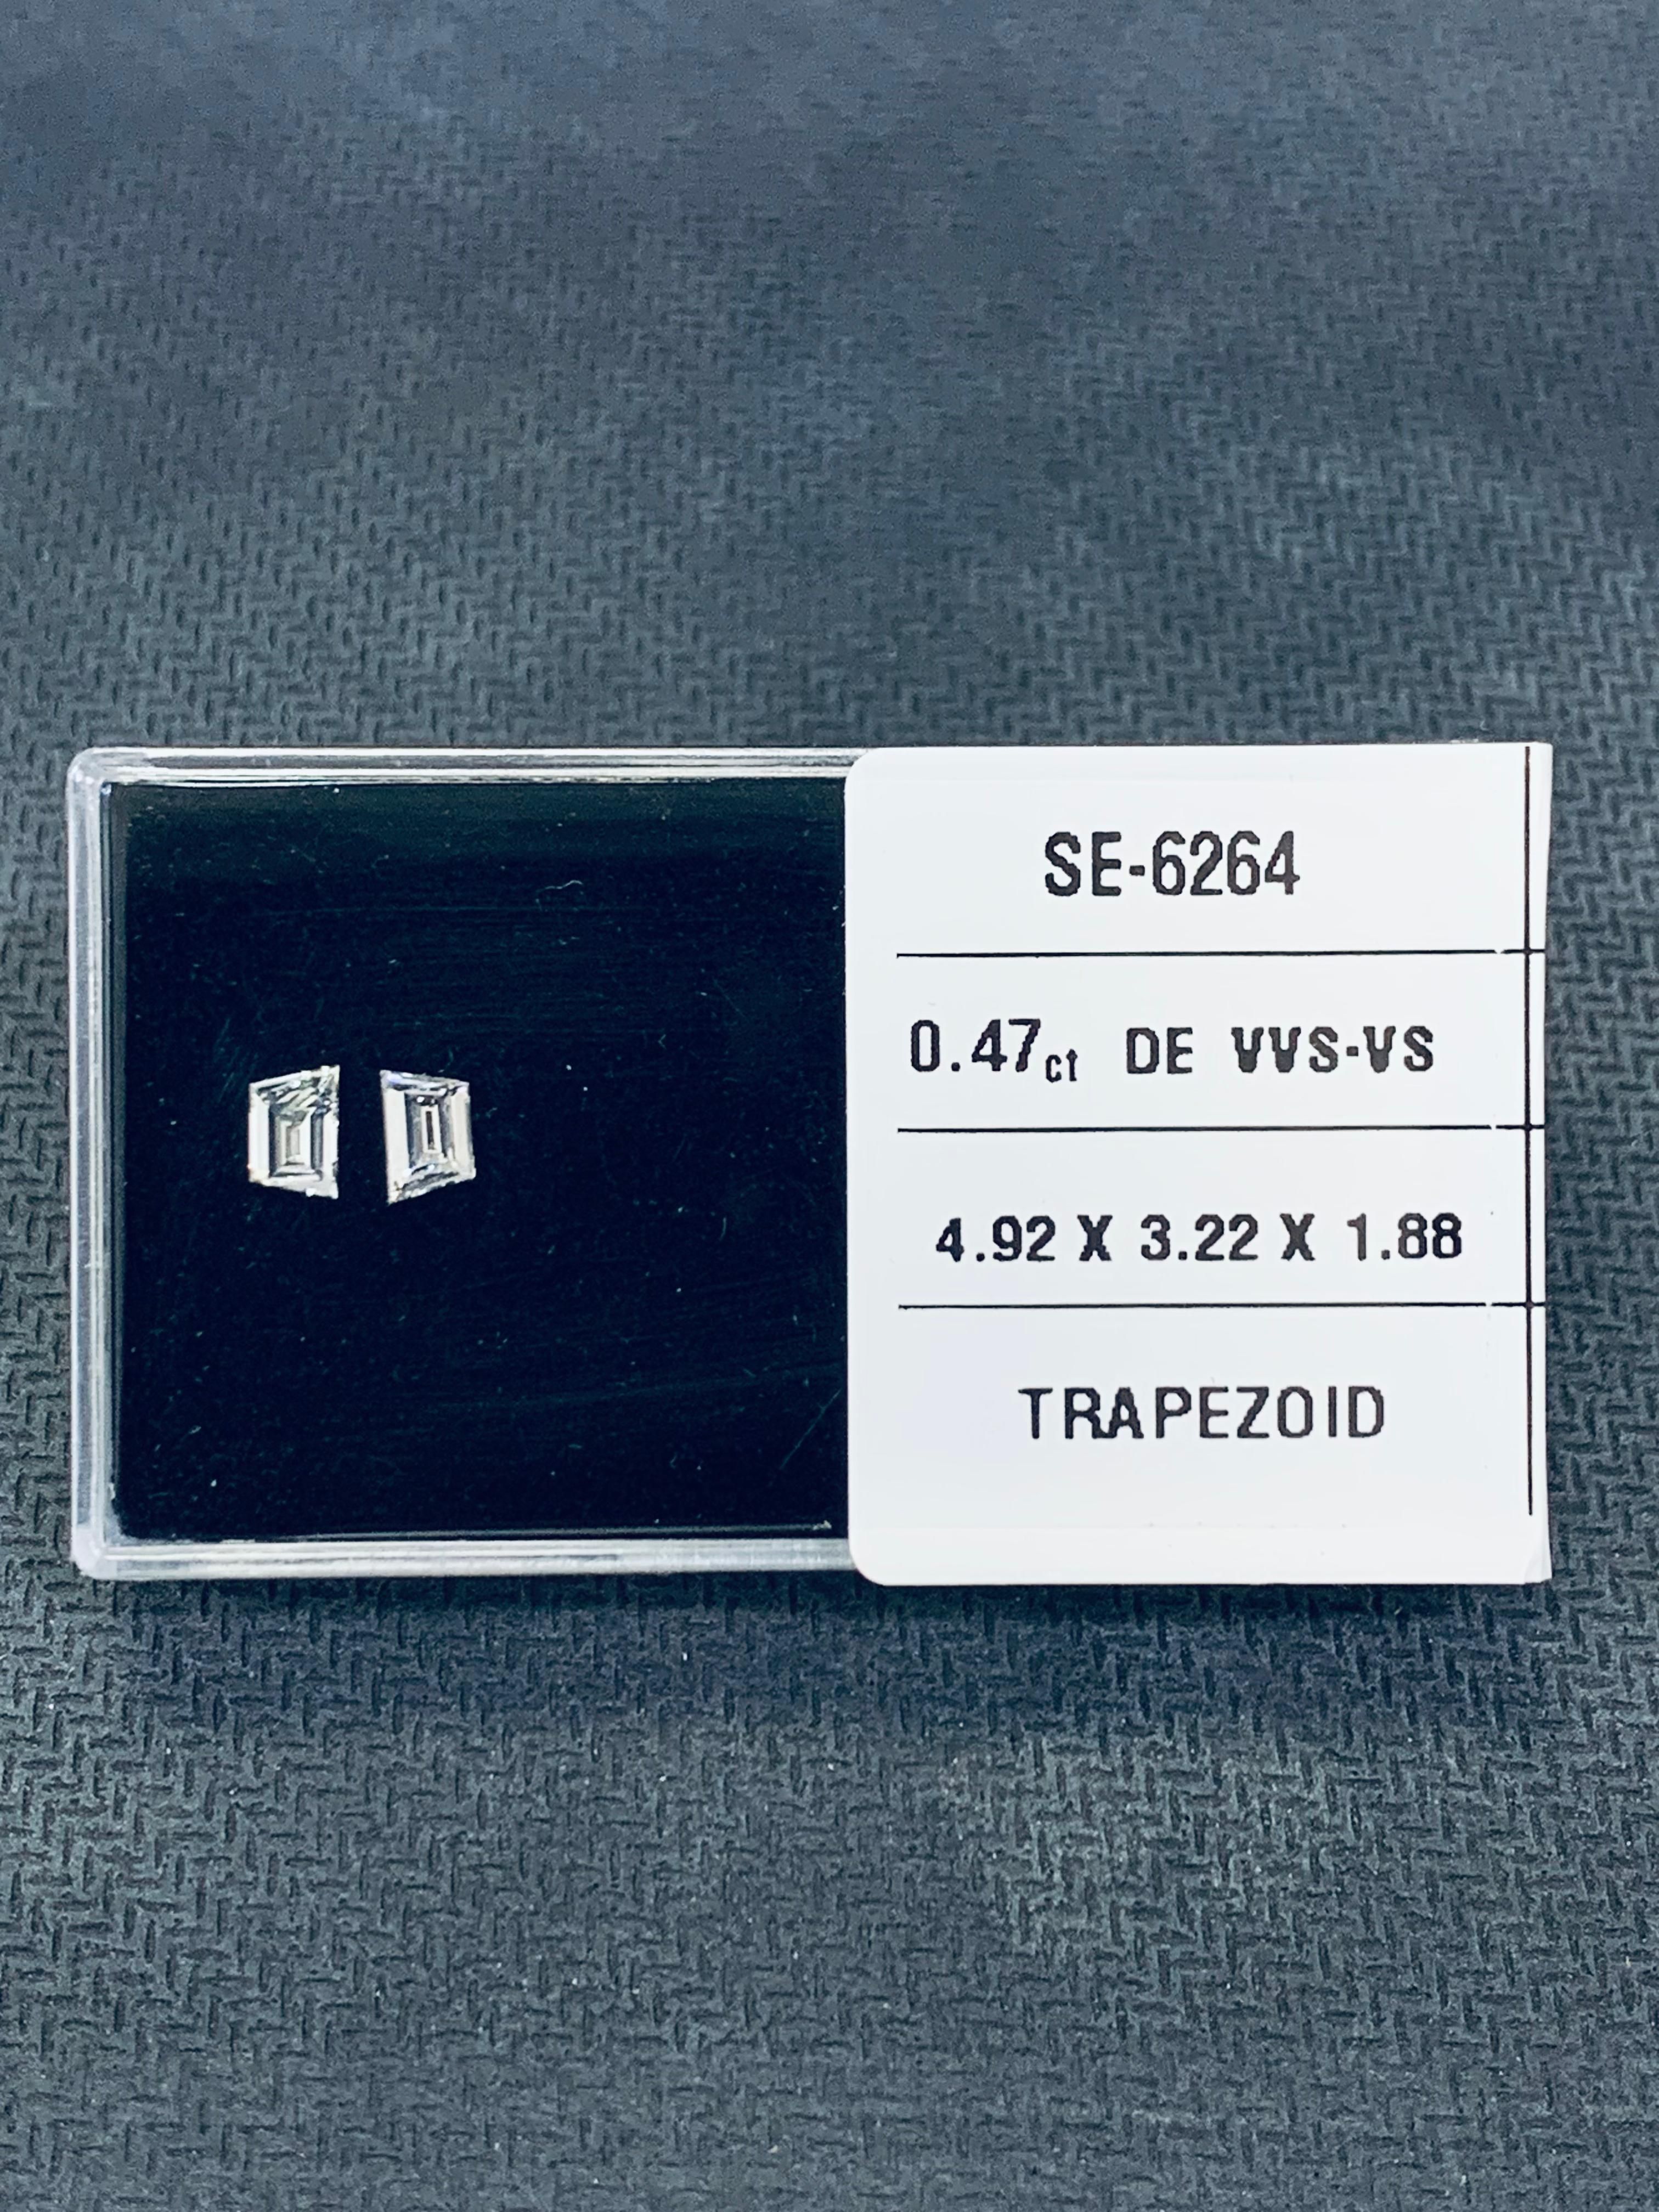 SE-6264
0.47ct DE VVS-VS
4.92 X 3.22 X 1.88
TRAPEZOID